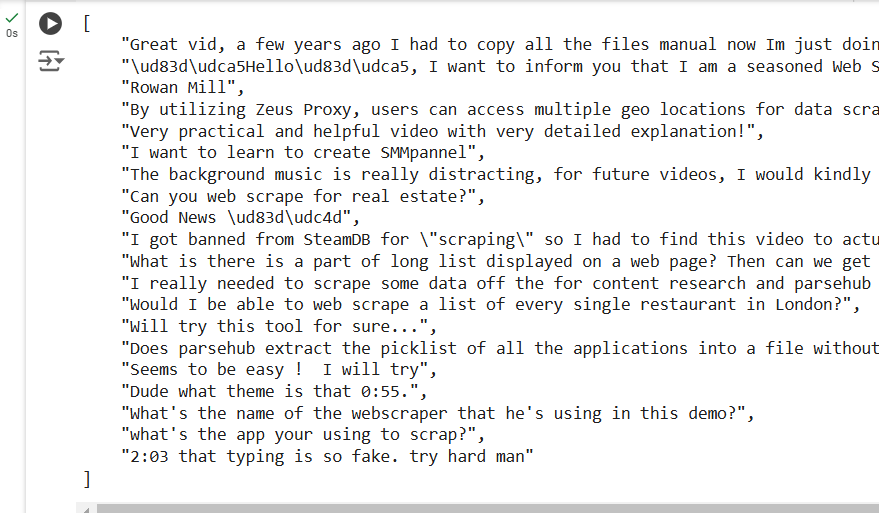 [
"Great vid, a few years ago I had to copy all the files manual now Im just doin
"\ud83d\udca5Hello\ud83d\udca5, I want to inform you that I am a seasoned Web S
"Rowan Mill",
"By utilizing Zeus Proxy, users can access multiple geo locations for data scra
"Very practical and helpful video with very detailed explanation!",
"I want to learn to create SMMpannel",
"The background music is really distracting, for future videos, I would kindly
"Can you web scrape for real estate?",
"Good News \ud83d\udc4d",
"I got banned from SteamDB for \"scraping\" so I had to find this video to actu
"What is there is a part of long list displayed on a web page? Then can we get
"I really needed to scrape some data off the for content research and parsehub
"Would I be able to web scrape a list of every single restaurant in London?",
"Will try this tool for sure...",
"Does parsehub extract the picklist of all the applications into a file without
"Seems to be easy !  I will try",
"Dude what theme is that 0:55.",
"What's the name of the webscraper that he's using in this demo?",
"what's the app your using to scrap?",
"2:03 that typing is so fake. try hard man"
]
0s